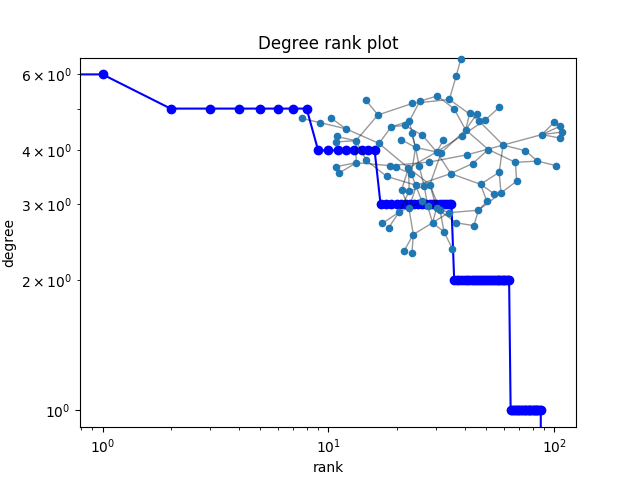 Degree rank plot
6 × 10⁰
4 × 10⁰
3 × 10⁰
2 × 10⁰
10⁰
degree
10⁰ 10¹ 10²
rank